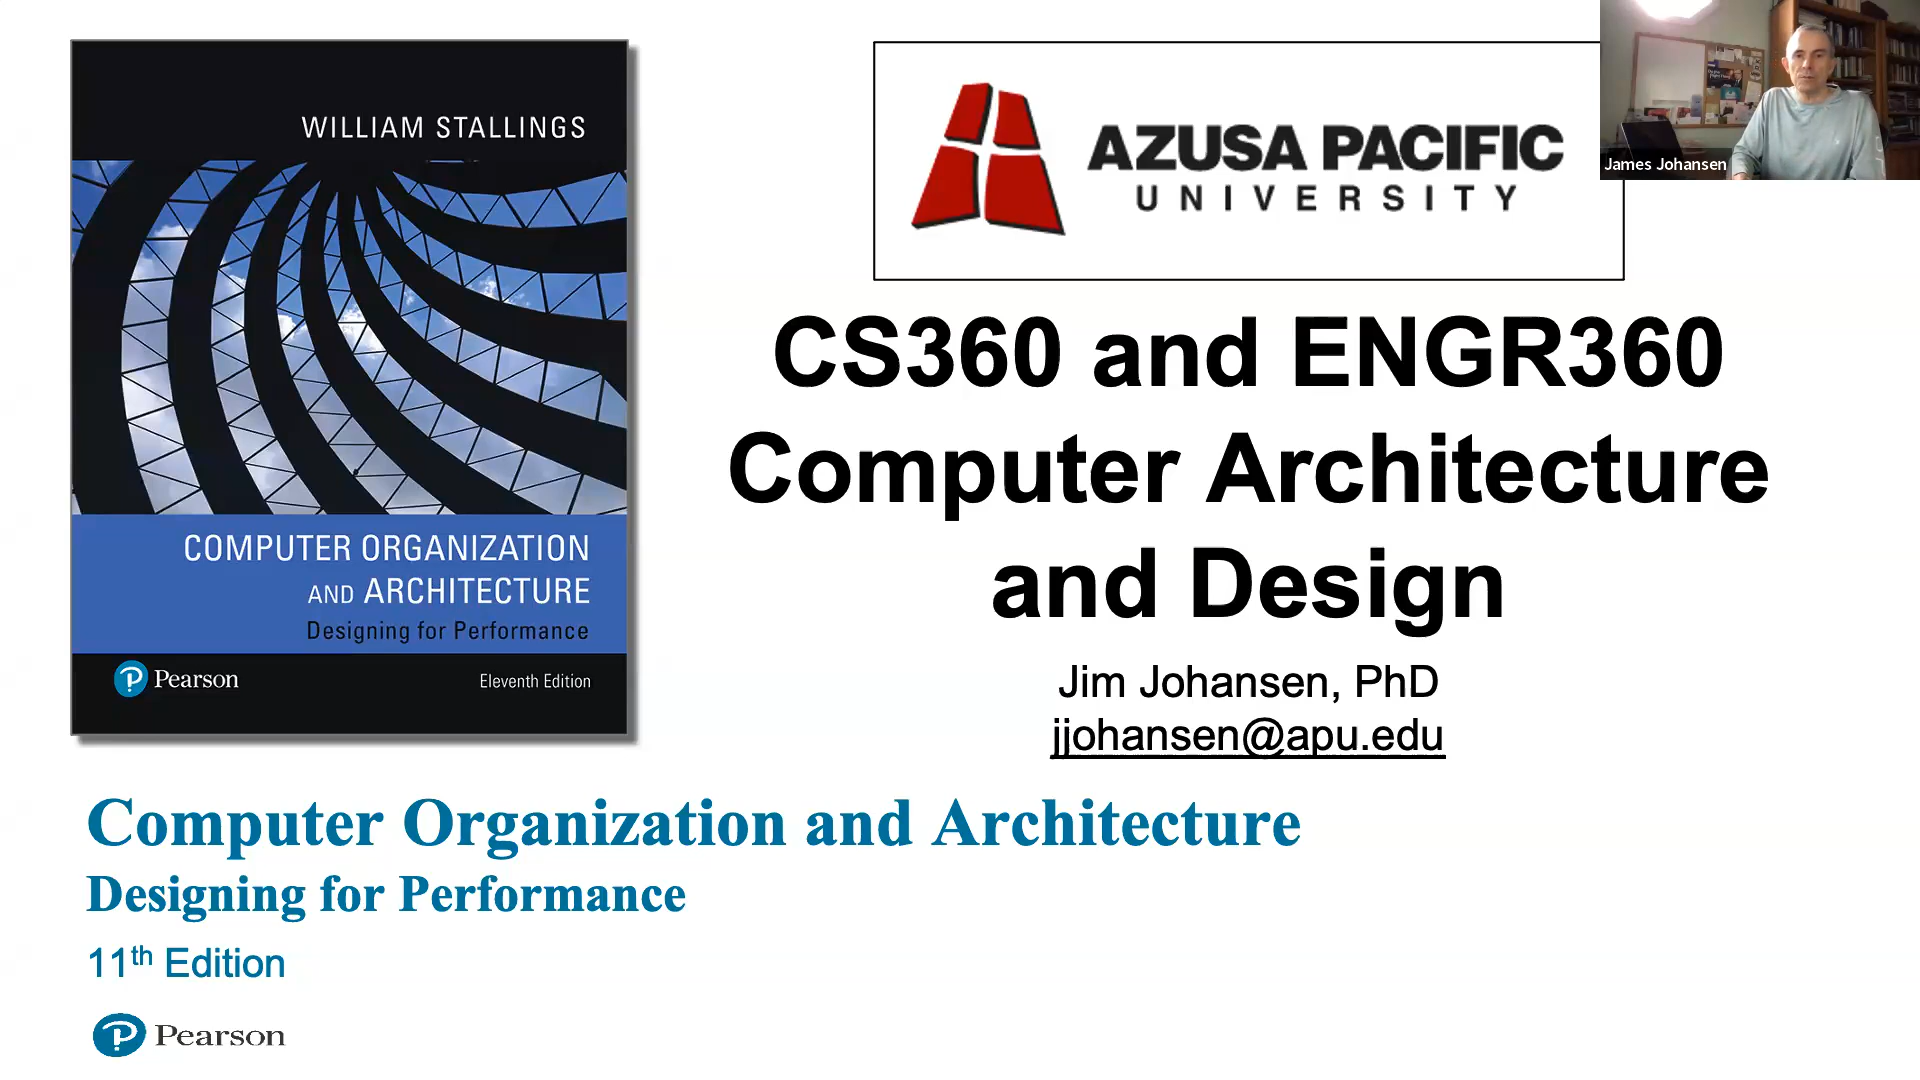 WILLIAM STALLINGS
COMPUTER ORGANIZATION
AND ARCHITECTURE
Designing for Performance
Pearson
Eleventh Edition
AZUSA PACIFIC
UNIVERSITY
James Johansen
CS360 and ENGR360
Computer Architecture
and Design
Jim Johansen, PhD
jjohansen@apu.edu
Computer Organization and Architecture
Designing for Performance
11th Edition
Pearson